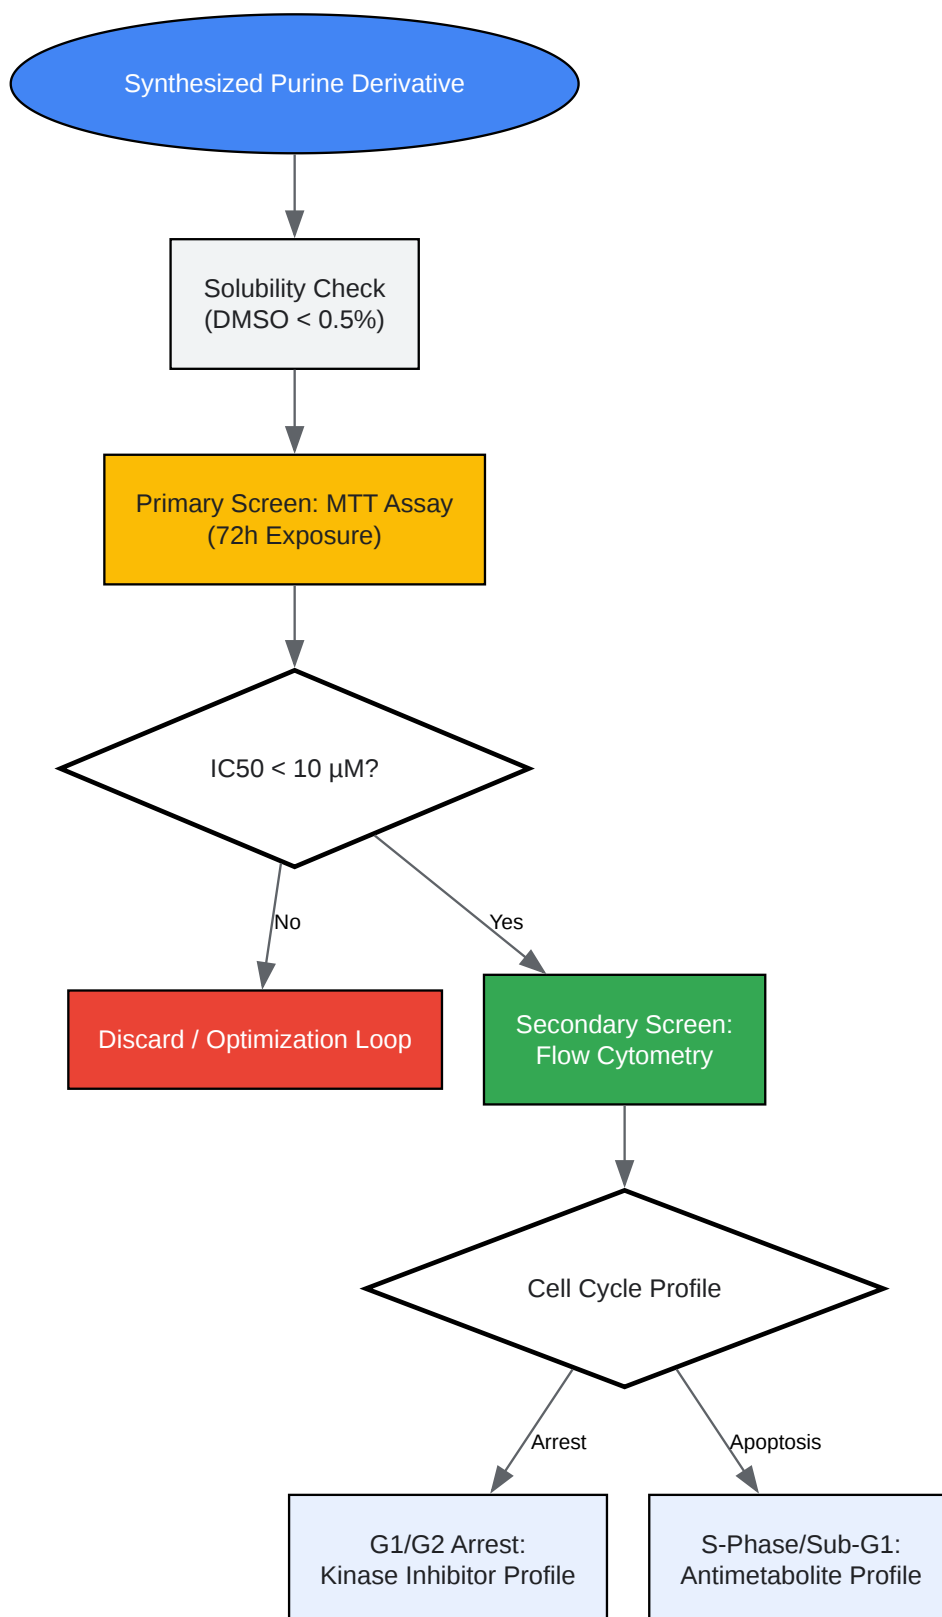 Synthesized Purine Derivative
Solubility Check
(DMSO < 0.5%)
Primary Screen: MTT Assay
(72h Exposure)
IC50 < 10 µM?
No
Yes
Discard / Optimization Loop
Secondary Screen:
Flow Cytometry
Cell Cycle Profile
Arrest
Apoptosis
G1/G2 Arrest:
Kinase Inhibitor Profile
S-Phase/Sub-G1:
Antimetabolite Profile